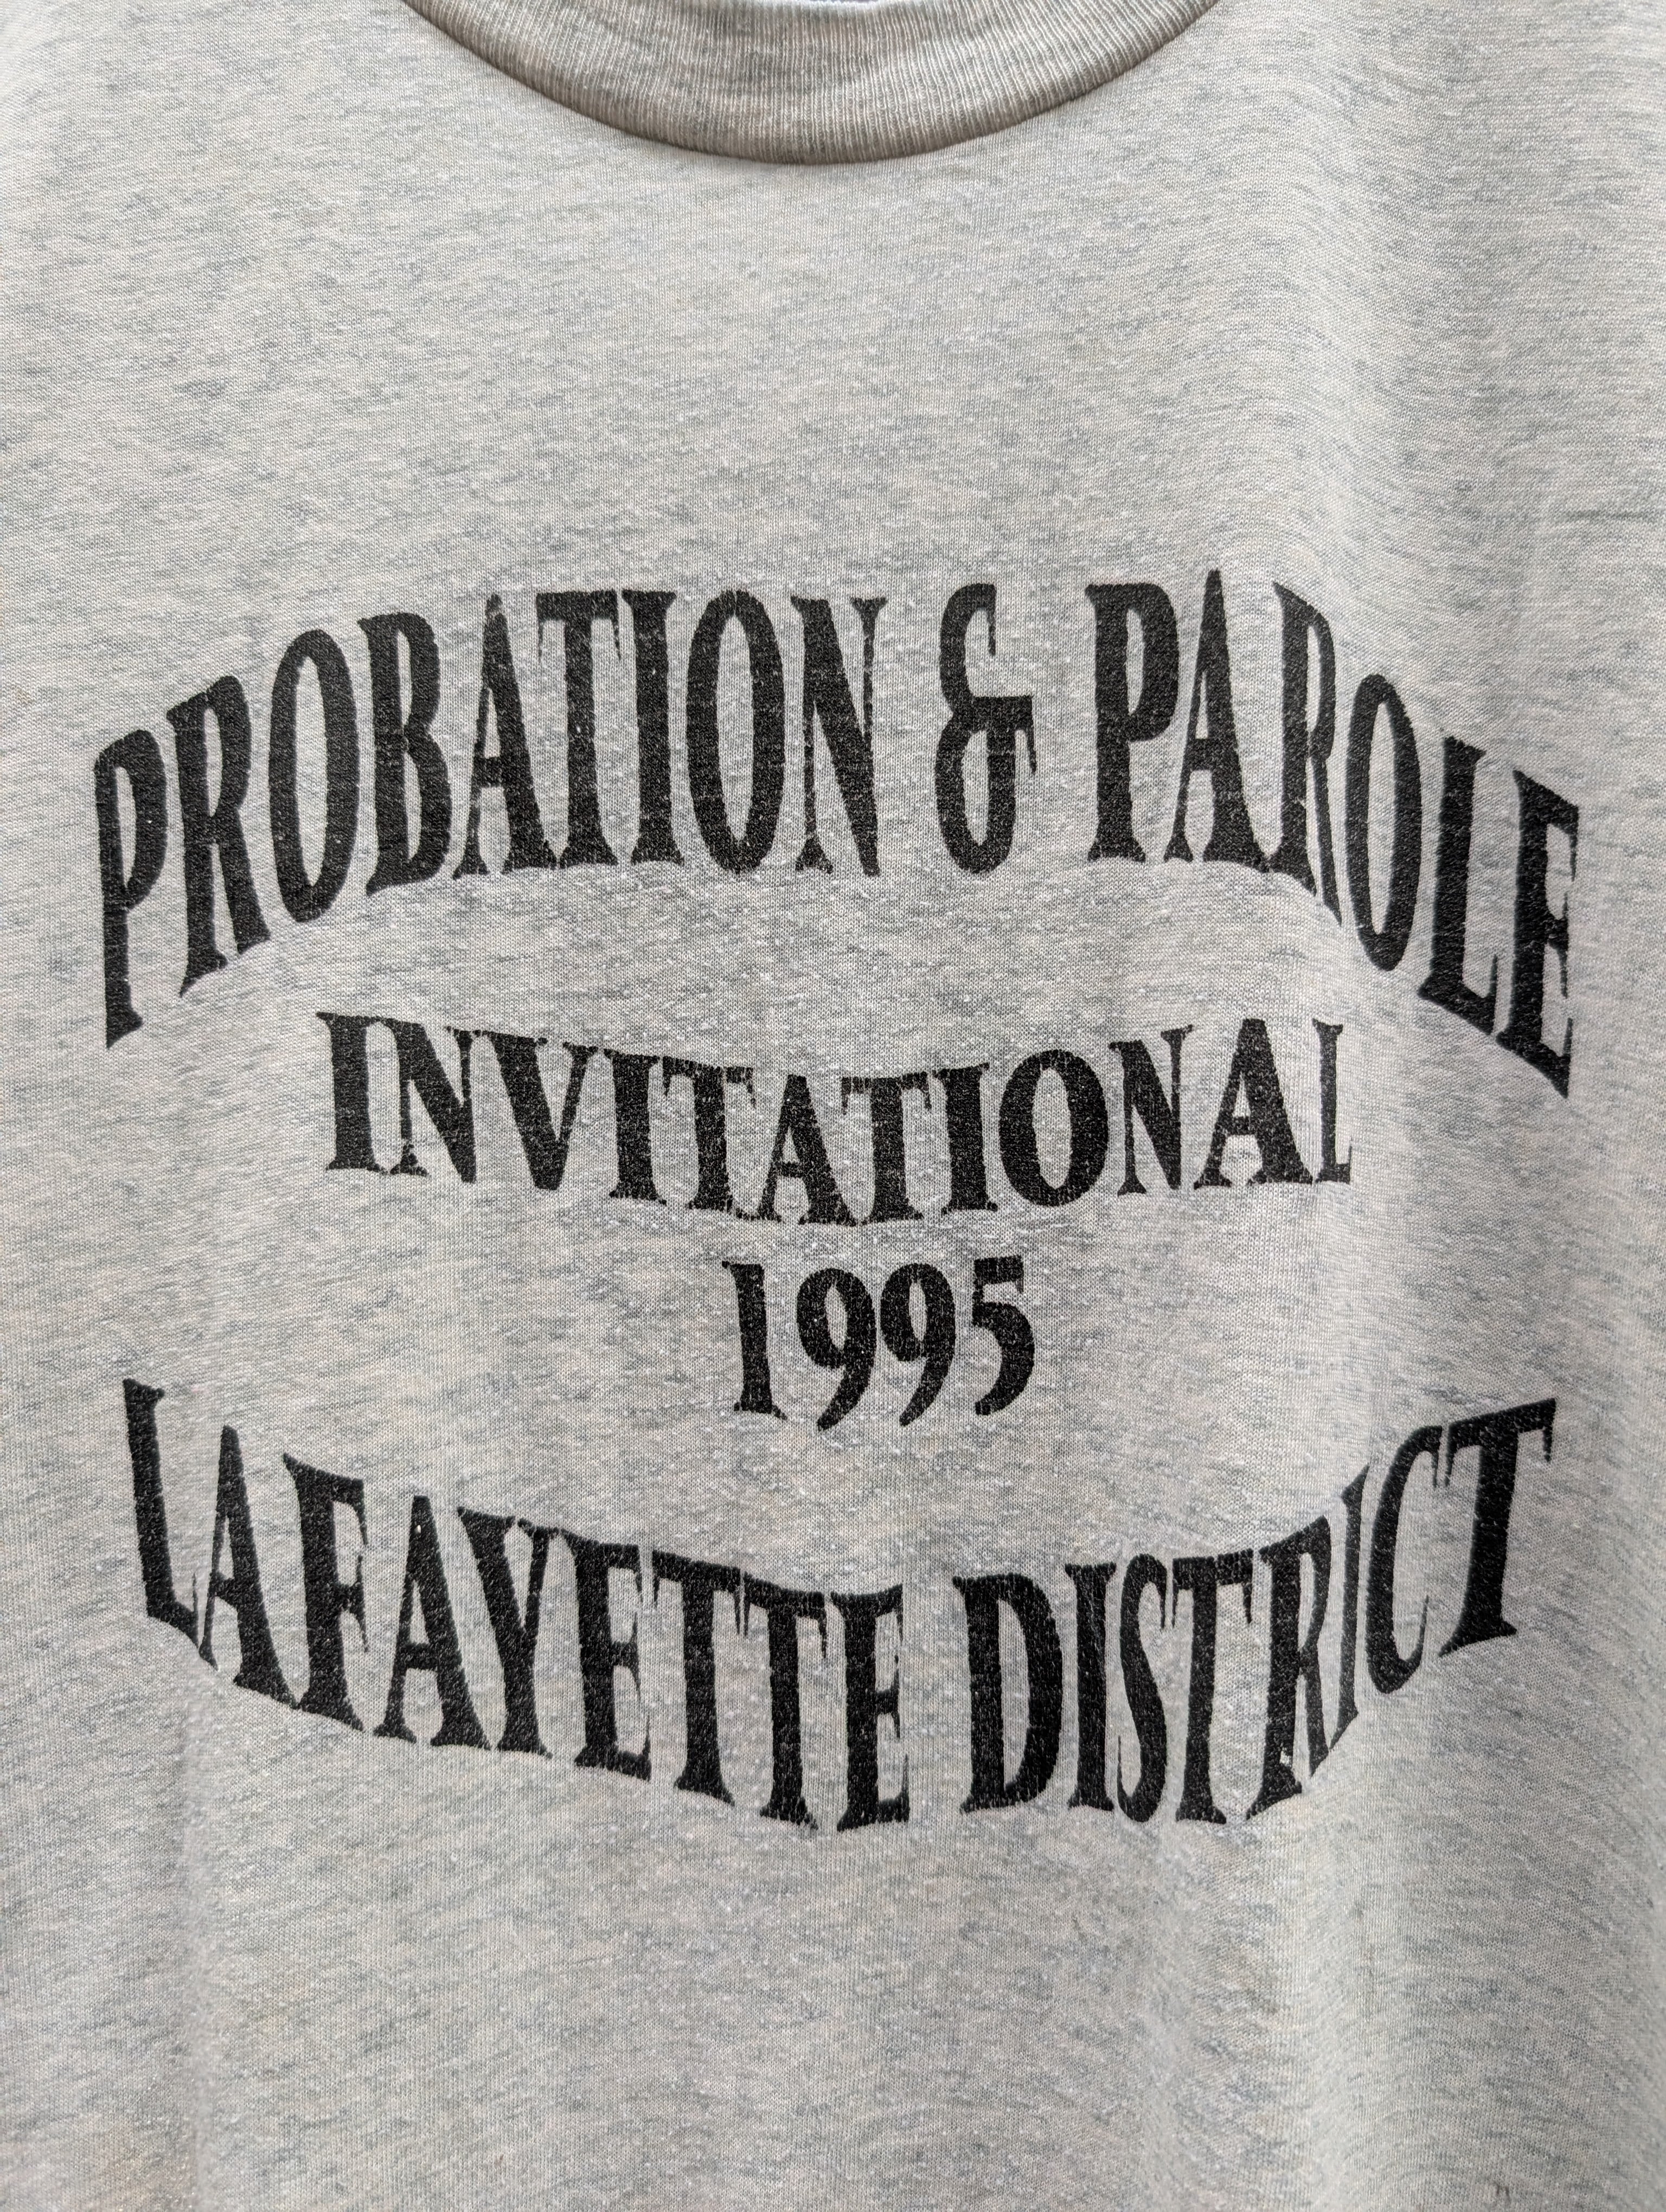 PROBATION & PAROLE
INVITATIONAL
1995
LAFAYETTE DISTRICT